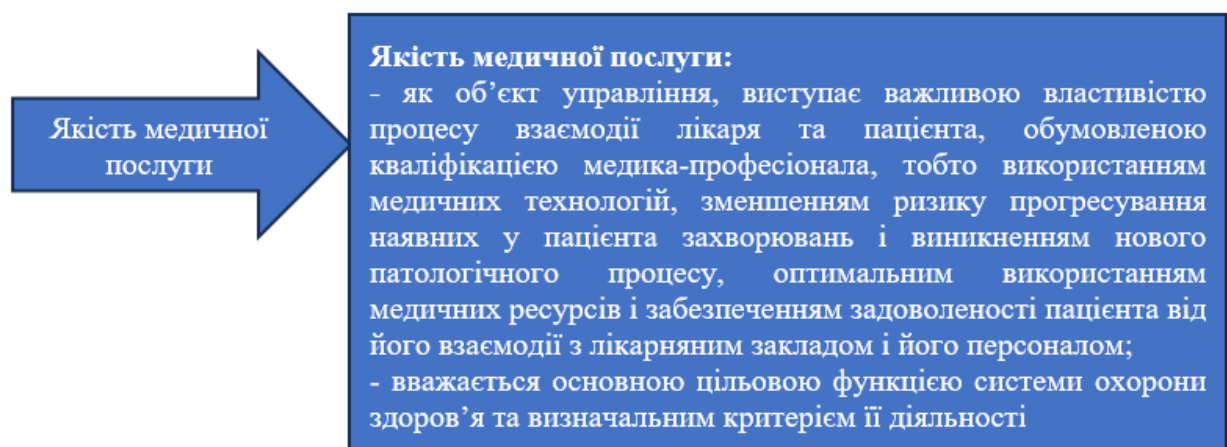 Якість медичної
послуги
Якість медичної послуги:
- як об’єкт управління, виступає важливою властивістю
процесу взаємодії лікаря та пацієнта, обумовленою
кваліфікацією медика-професіонала, тобто використанням
медичних технологій, зменшенням ризику прогресування
наявних у пацієнта захворювань і виникненням нового
патологічного процесу, оптимальним використанням
медичних ресурсів і забезпеченням задоволеності пацієнта від
його взаємодії з лікарняним закладом і його персоналом;
- вважається основною цільовою функцією системи охорони
здоров’я та визначальним критерієм її діяльності